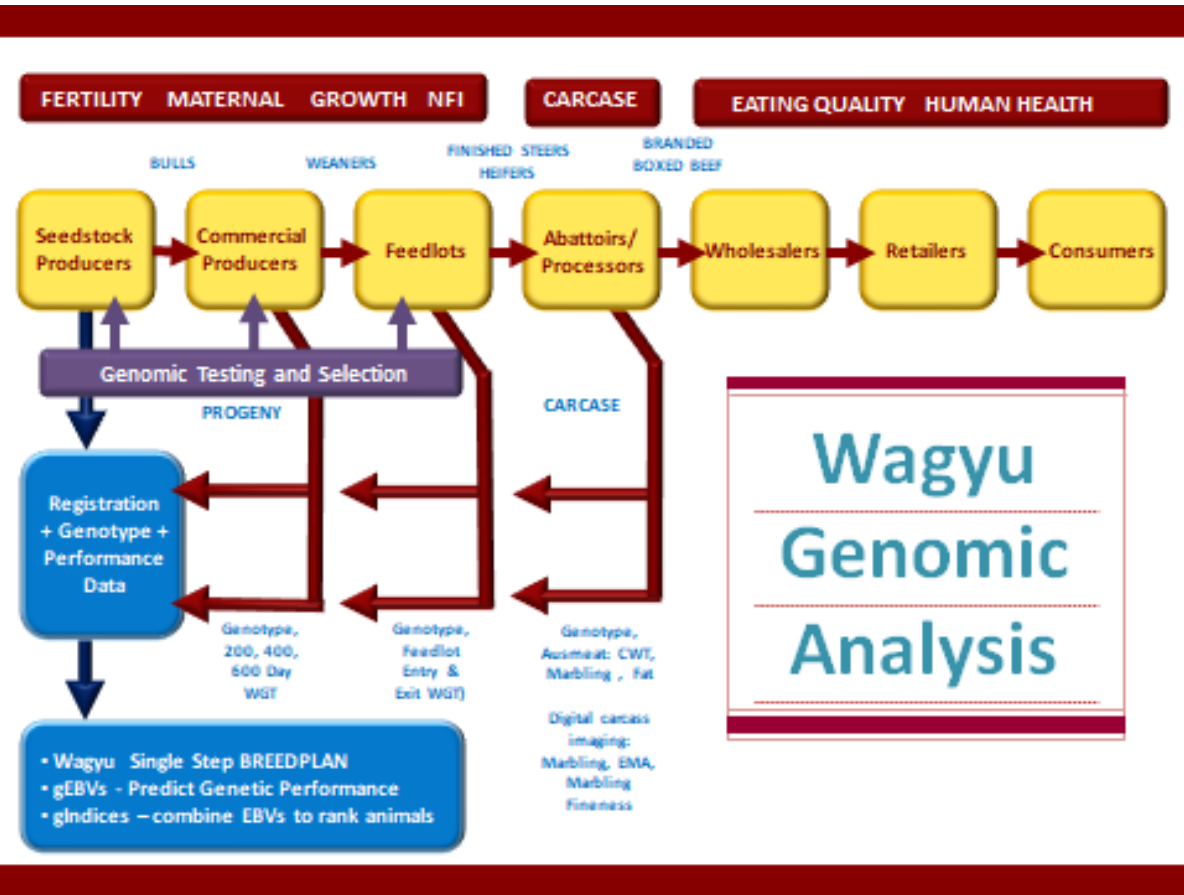 FERTILITY MATERNAL GROWTH NFI
CARCASE
EATING QUALITY HUMAN HEALTH
BULLS
WEANERS
FINISHED STEERS
HEIFERS
BRANDED
BOXED BEEF
Seedstock
Producers
Commercial
Producers
Feedlots
Abattoirs/
Processors
Wholesalers
Retailers
Consumers
Genomic Testing and Selection
PROGENY
CARCASE
Registration
+ Genotype +
Performance
Data
Genotype,
200, 400,
600 Day
WGT
Genotype,
Feedlot
Entry &
Exit WGT)
Genotype,
Ausmeat: CWT,
Marbling , Fat
Digital carcass
imaging:
Marbling, EMA,
Marbling
Fineness
Wagyu
Genomic
Analysis
• Wagyu Single Step BREEDPLAN
• gEBVs - Predict Genetic Performance
• gIndices – combine EBVs to rank animals